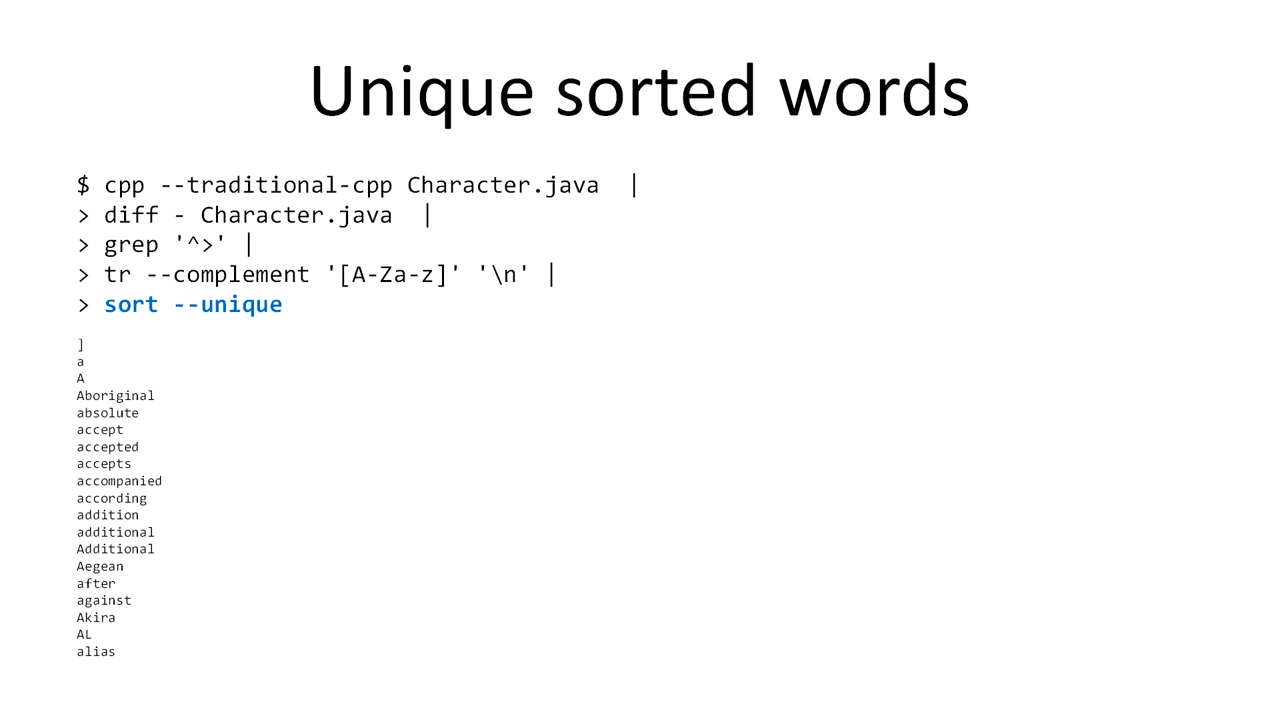 Unique sorted words
$ cpp --traditional-cpp Character.java  |
> diff - Character.java  |
> grep '^>' |
> tr --complement '[A-Za-z]' '\n' |
> sort --unique
]
a
A
Aboriginal
absolute
accept
accepted
accepts
accompanied
according
addition
additional
Additional
Aegean
after
against
Akira
AL
alias